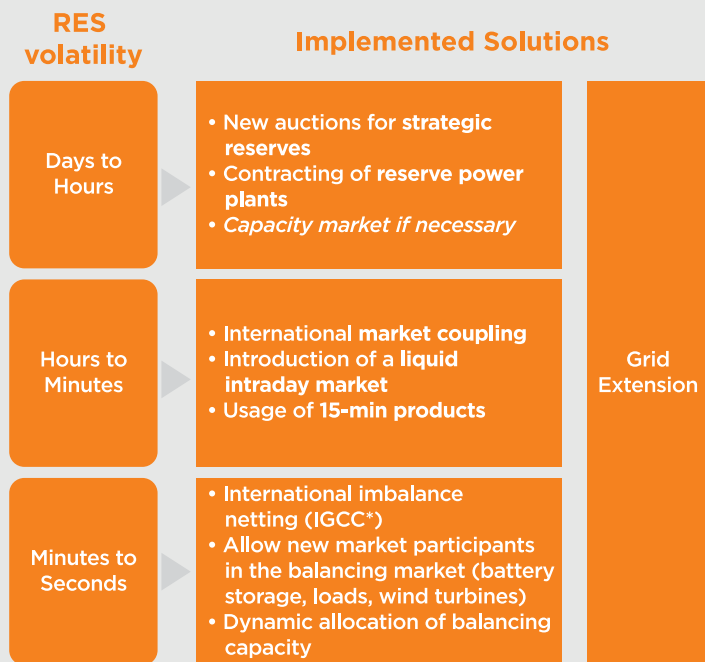 RES
volatility
Implemented Solutions
Days to
Hours
• New auctions for strategic
reserves
• Contracting of reserve power
plants
• Capacity market if necessary
Hours to
Minutes
• International market coupling
• Introduction of a liquid
intraday market
• Usage of 15-min products
Minutes to
Seconds
• International imbalance
netting (IGCC*)
• Allow new market participants
in the balancing market (battery
storage, loads, wind turbines)
• Dynamic allocation of balancing
capacity
Grid
Extension